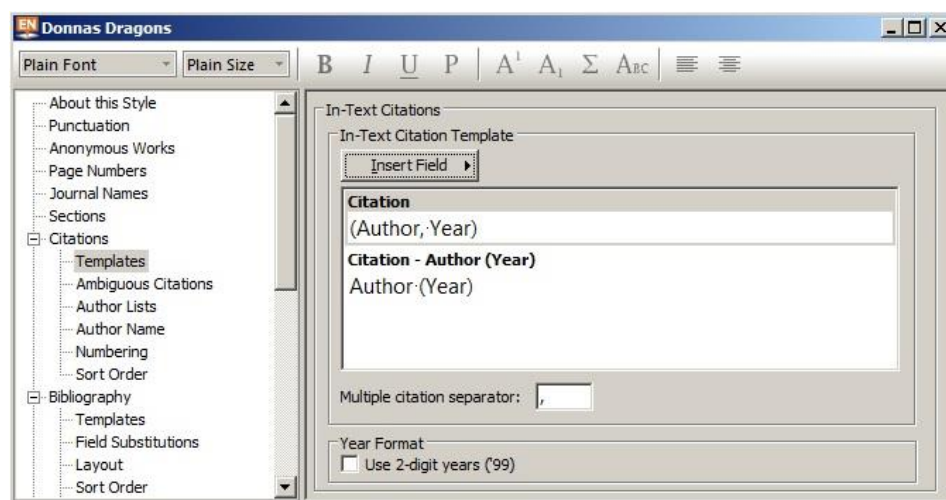 EN Donnas Dragons
Plain Font Plain Size B I U P A1 A1 Σ ABC
About this Style
Punctuation
Anonymous Works
Page Numbers
Journal Names
Sections
Citations
Templates
Ambiguous Citations
Author Lists
Author Name
Numbering
Sort Order
Bibliography
Templates
Field Substitutions
Layout
Sort Order
In-Text Citations
In-Text Citation Template
Insert Field
Citation
(Author,·Year)
Citation - Author (Year)
Author·(Year)
Multiple citation separator: ,
Year Format
Use 2-digit years ('99)